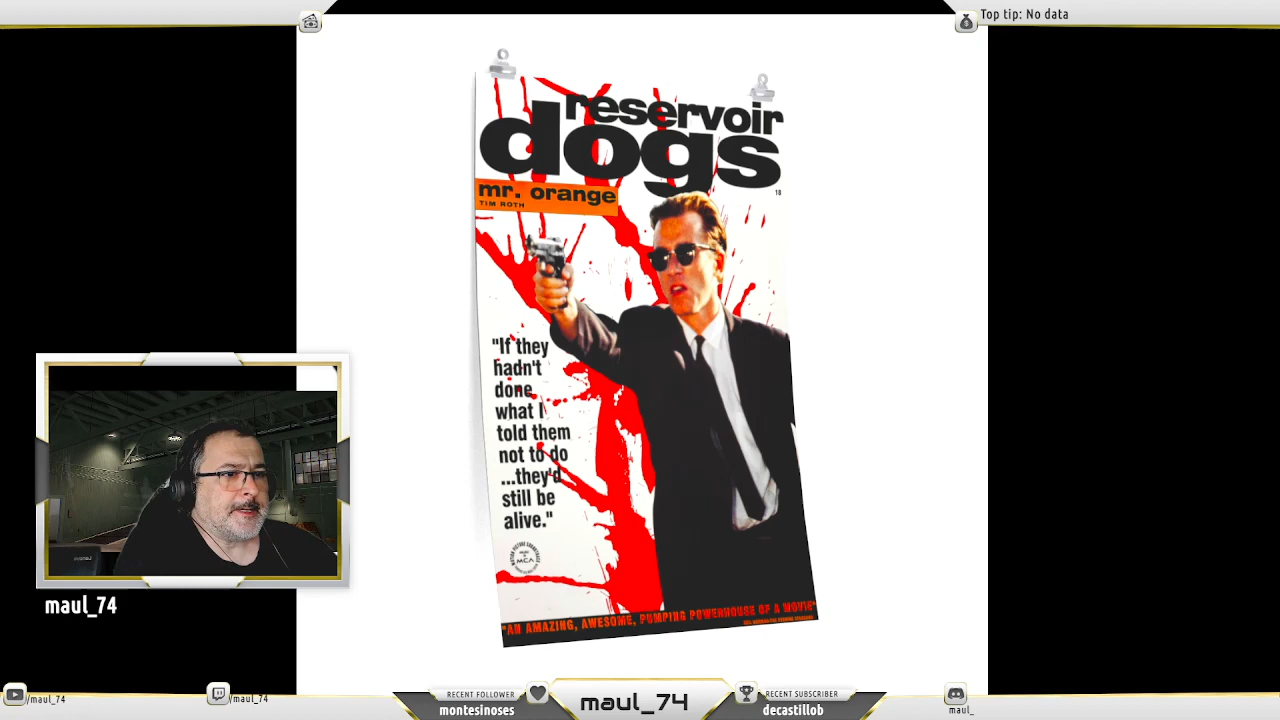 Top tip: No data
reservoir
dogs
18
mr. orange
TIM ROTH
"If they
hadn't
done
what I
told them
not to do
...they'd
still be
alive."
MCA
"AN AMAZING, AWESOME, PUMPING POWERHOUSE OF A MOVIE"
maul_74
/maul_74
/maul_74
RECENT FOLLOWER
montesinoses
maul_74
RECENT SUBSCRIBER
decastillob
maul_